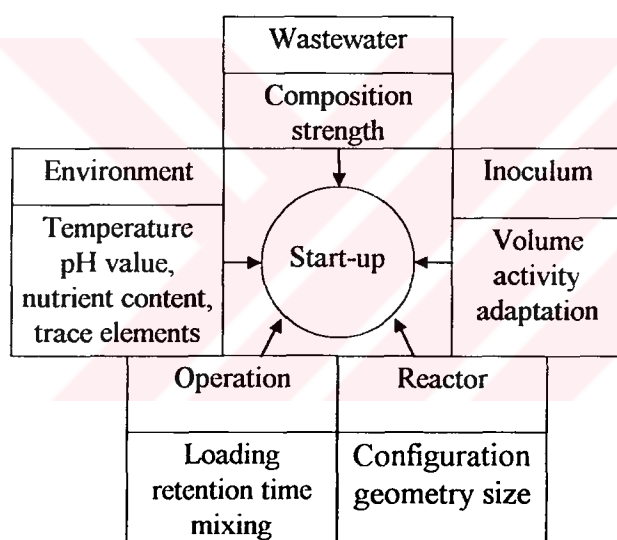 Wastewater
Composition
strength
Environment
Temperature
pH value,
nutrient content,
trace elements
Start-up
Inoculum
Volume
activity
adaptation
Operation
Loading
retention time
mixing
Reactor
Configuration
geometry size